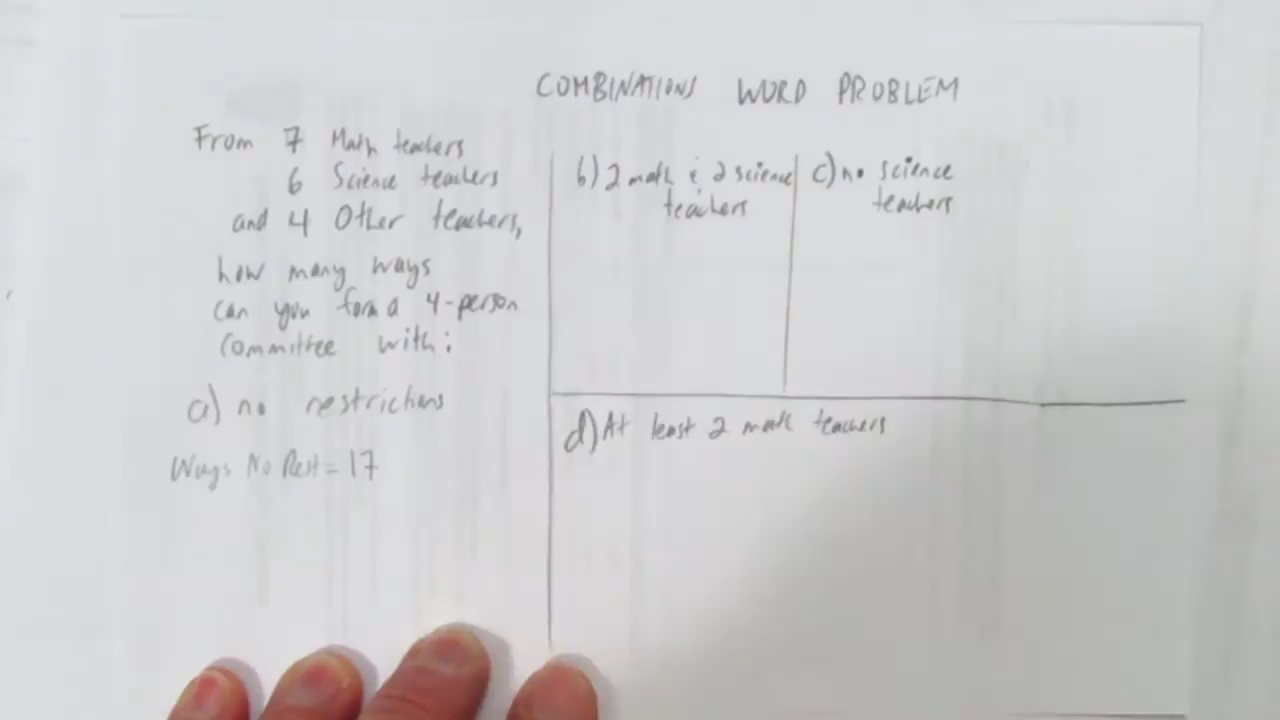 COMBINATIONS WORD PROBLEM
From 7 Math teachers
6 Science teachers
and 4 Other teachers,
how many ways
can you form a 4-person
committee with:
a) no restrictions
Ways No Rest = 17
b) 2 math & 2 science
teachers
c) no science
teachers
d) At least 2 math teachers